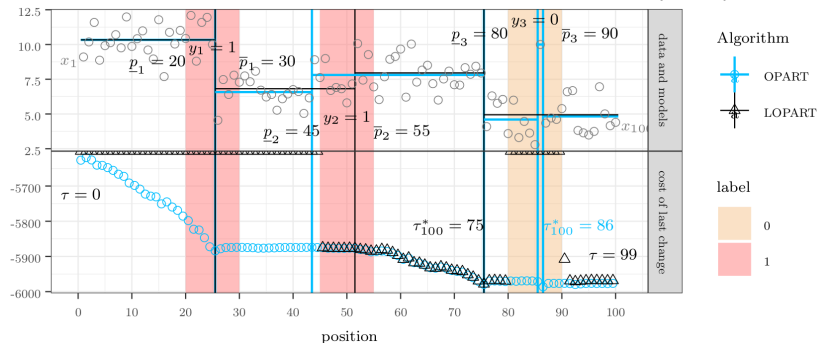 12.5
10.0
7.5
5.0
2.5
x₁
p̲₁ = 20
y₁ = 1
p̄₁ = 30
p̲₂ = 45
y₂ = 1
p̄₂ = 55
p̲₃ = 80
y₃ = 0
p̄₃ = 90
x₁₀₀
data and models
-5700
-5800
-5900
-6000
τ = 0
τ*₁₀₀ = 75
τ*₁₀₀ = 86
τ = 99
cost of last change
0 10 20 30 40 50 60 70 80 90 100
position
Algorithm
OPART
LOPART
label
0
1